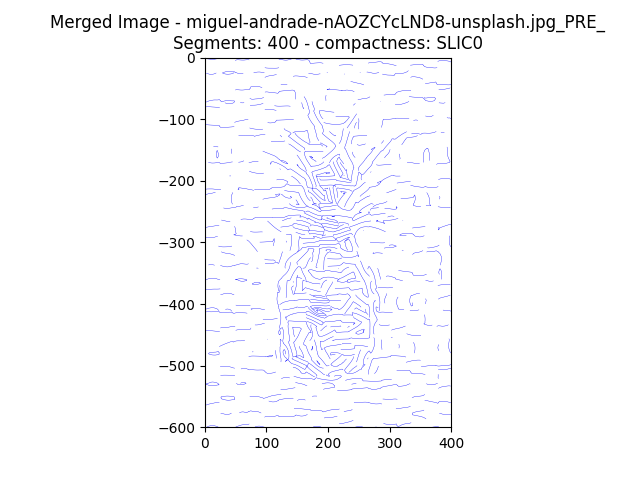 Merged Image - miguel-andrade-nAOZCYcLND8-unsplash.jpg_PRE_
Segments: 400 - compactness: SLIC0
0
−100
−200
−300
−400
−500
−600
0 100 200 300 400